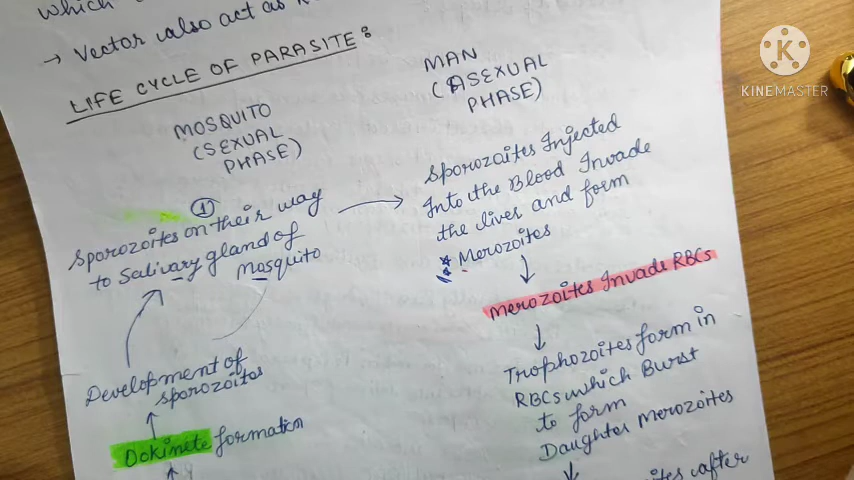 which
→ Vector also act as
LIFE CYCLE OF PARASITE:
MOSQUITO
(SEXUAL
PHASE)
MAN
(ASEXUAL
PHASE)
①
Sporozoites on their way
to Salivary gland of
Mosquito
Sporozoites Injected
Into the Blood Invade
the liver and form
Merozoites
Merozoites Invade RBCs
Trophozoites form in
RBCs which Burst
to form
Daughter Merozoites
after
Development of
sporozoites
Ookinete formation
KINEMASTER